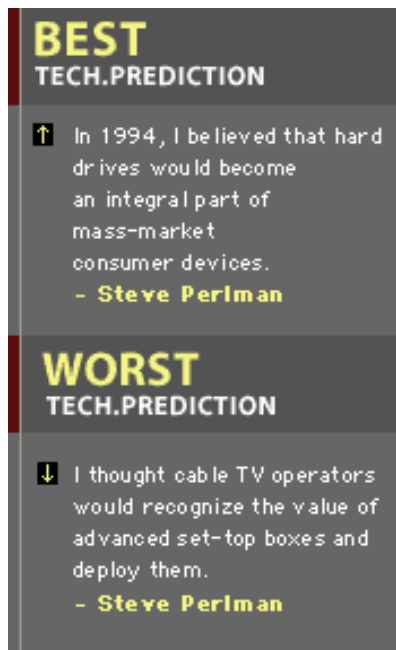 BEST
TECH.PREDICTION
↑ In 1994, I believed that hard
drives would become
an integral part of
mass-market
consumer devices.
- Steve Perlman
WORST
TECH.PREDICTION
↓ I thought cable TV operators
would recognize the value of
advanced set-top boxes and
deploy them.
- Steve Perlman